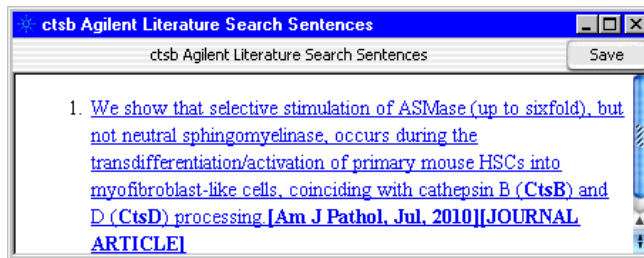 ctsb Agilent Literature Search Sentences
ctsb Agilent Literature Search Sentences Save
1. We show that selective stimulation of ASMase (up to sixfold), but
not neutral sphingomyelinase, occurs during the
transdifferentiation/activation of primary mouse HSCs into
myofibroblast-like cells, coinciding with cathepsin B (CtsB) and
D (CtsD) processing.[Am J Pathol, Jul, 2010][JOURNAL
ARTICLE]